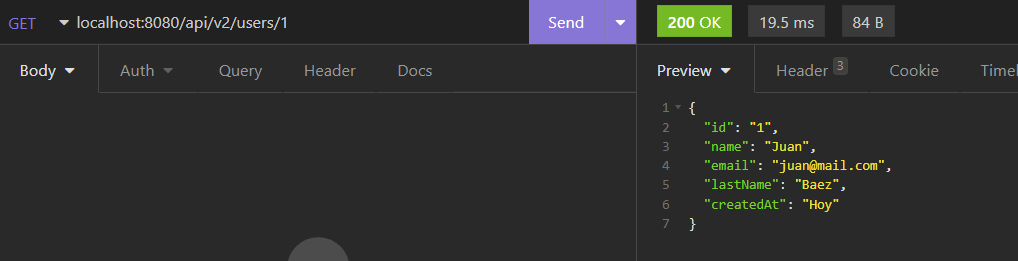 GET localhost:8080/api/v2/users/1 Send 200 OK 19.5 ms 84 B
Body Auth Query Header Docs Preview Header 3 Cookie Timel
1 {
2 "id": "1",
3 "name": "Juan",
4 "email": "juan@mail.com",
5 "lastName": "Baez",
6 "createdAt": "Hoy"
7 }